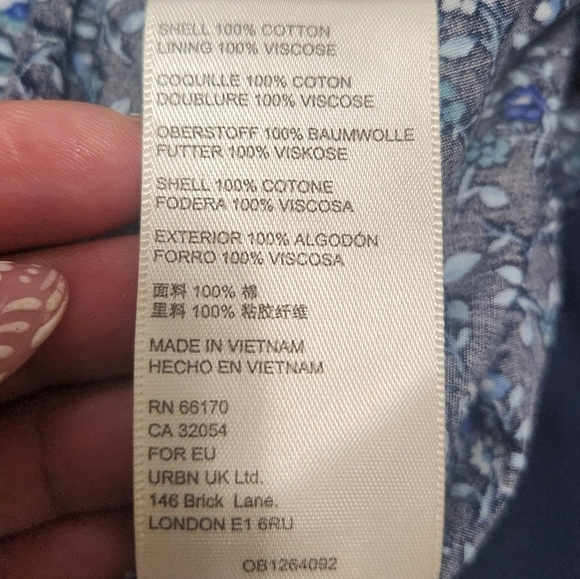 SHELL 100% COTTON
LINING 100% VISCOSE
COQUILLE 100% COTON
DOUBLURE 100% VISCOSE
OBERSTOFF 100% BAUMWOLLE
FUTTER 100% VISKOSE
SHELL 100% COTONE
FODERA 100% VISCOSA
EXTERIOR 100% ALGODÓN
FORRO 100% VISCOSA
面料 100% 棉
里料 100% 粘胶纤维
MADE IN VIETNAM
HECHO EN VIETNAM
RN 66170
CA 32054
FOR EU
URBN UK Ltd.
146 Brick Lane.
LONDON E1 6RU
OB1264092